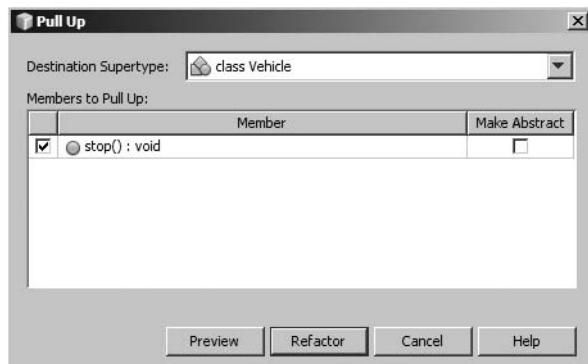 Pull Up
Destination Supertype: class Vehicle
Members to Pull Up:
Member Make Abstract
stop() : void
Preview Refactor Cancel Help